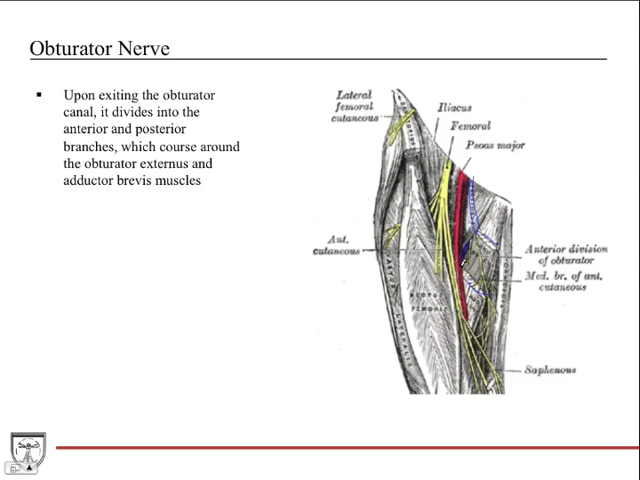 Obturator Nerve
▪ Upon exiting the obturator
canal, it divides into the
anterior and posterior
branches, which course around
the obturator externus and
adductor brevis muscles
Lateral
femoral
cutaneous
Iliacus
Femoral
Psoas major
Ant.
cutaneous
Anterior division
of obturator
Med. br. of ant.
cutaneous
RECTUS
FEMORIS
Saphenous